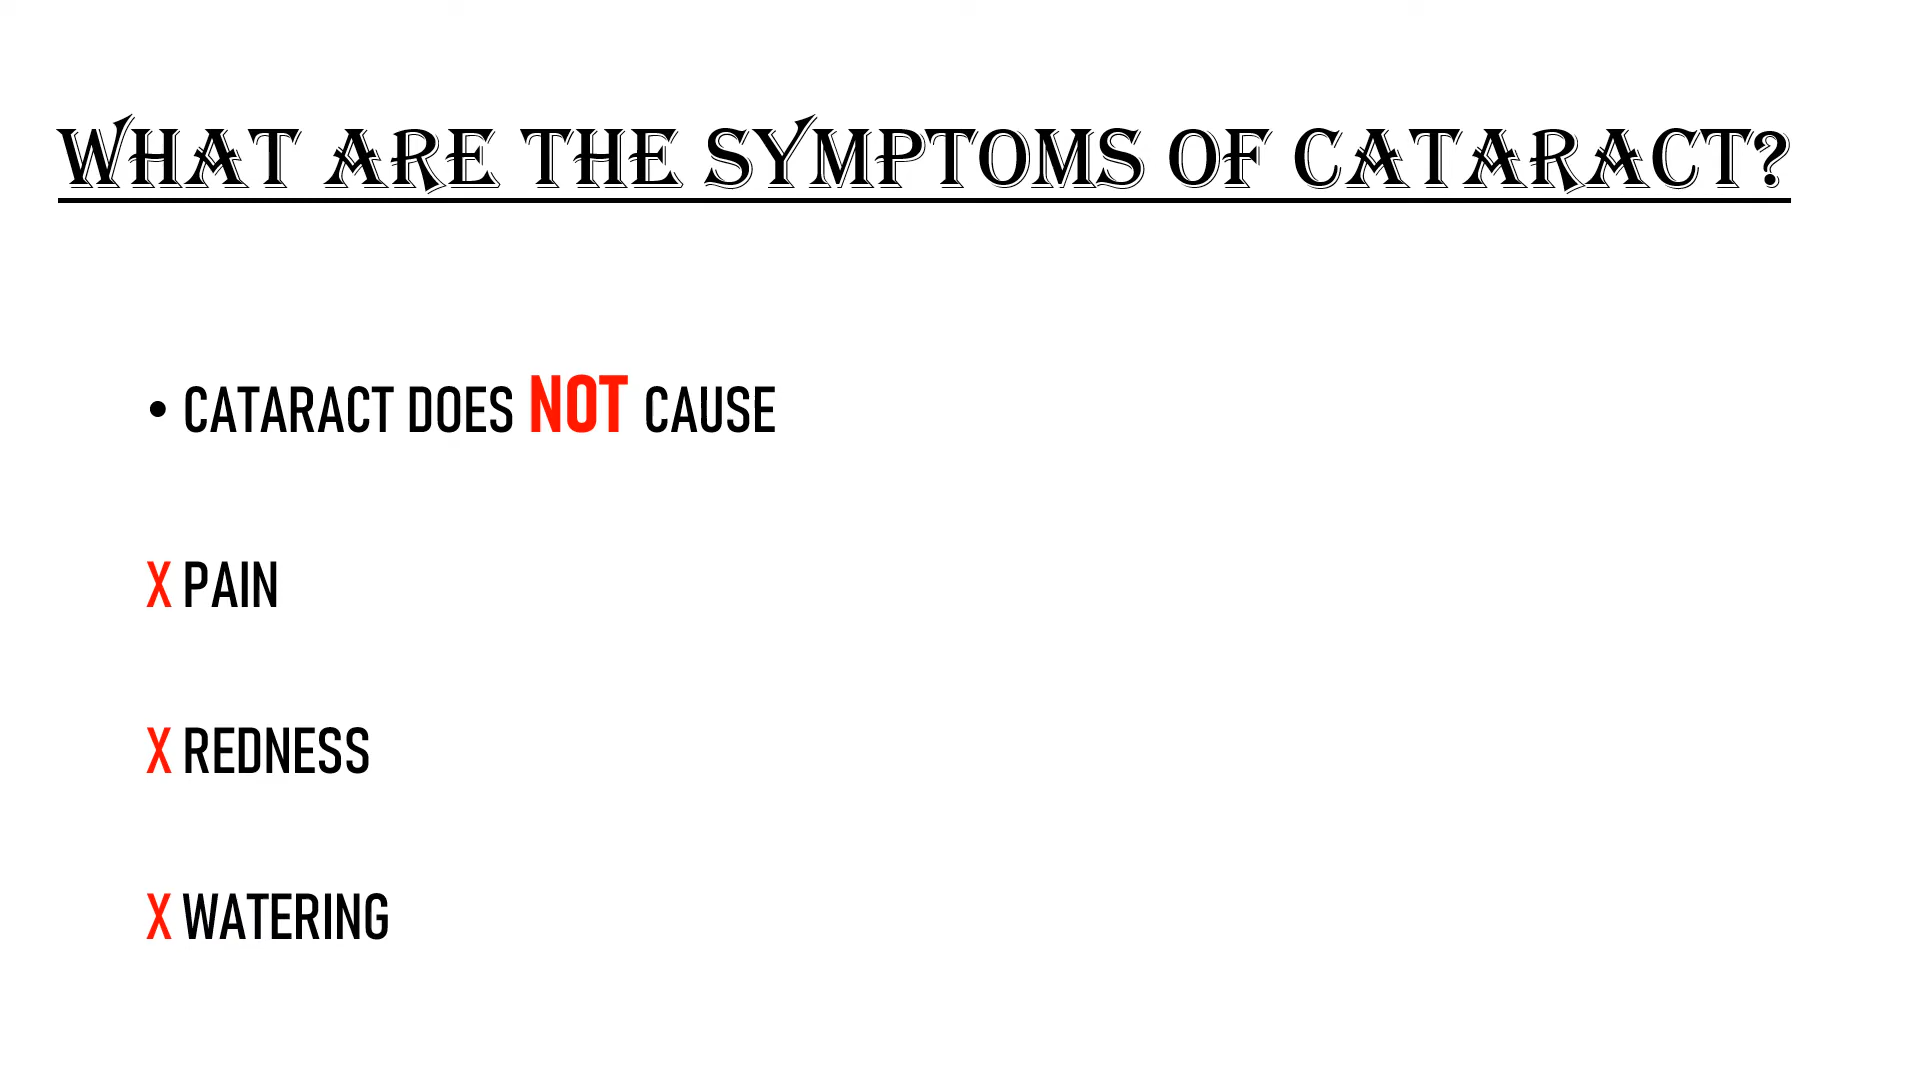 WHAT ARE THE SYMPTOMS OF CATARACT?
• CATARACT DOES NOT CAUSE
X PAIN
X REDNESS
X WATERING